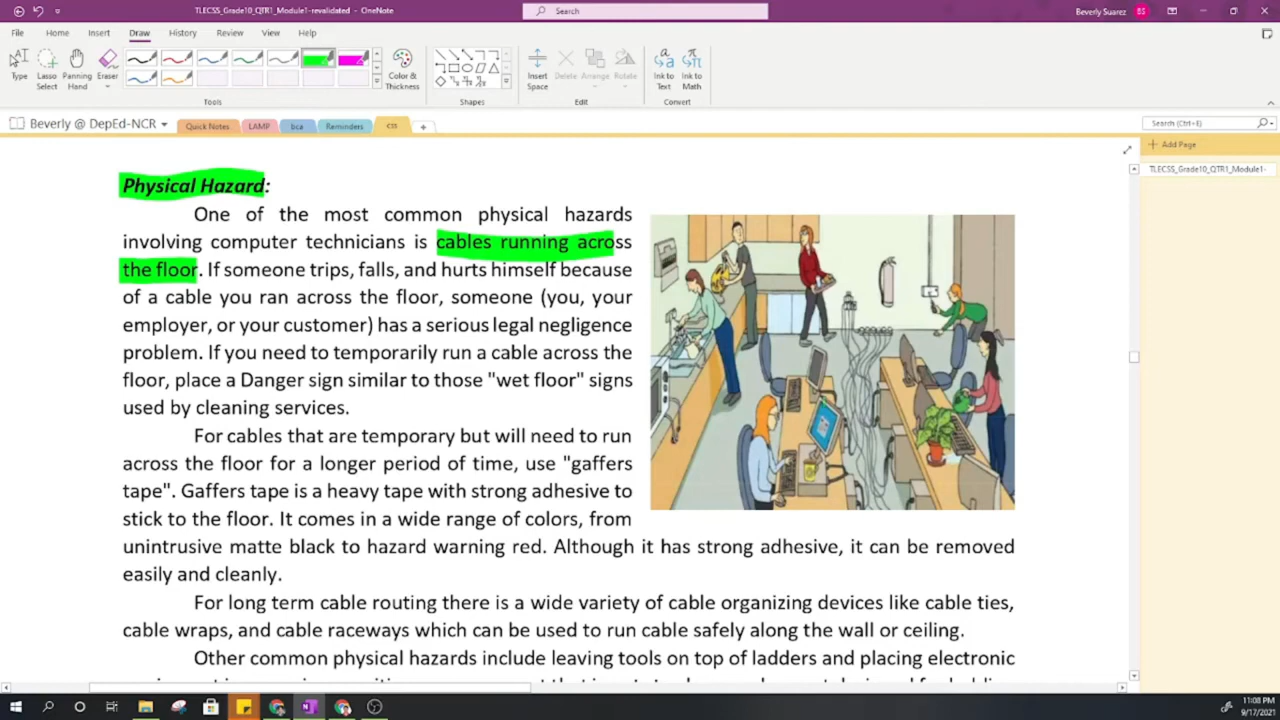 TLECSS_Grade10_QTR1_Module1-revalidated - OneNote
Search
Beverly Suarez
BS
File Home Insert Draw History Review View Help
Type
Lasso Select
Panning Hand
Eraser
Color & Thickness
Insert Space
Delete
Arrange
Rotate
Ink to Text
Ink to Math
Tools
Shapes
Edit
Convert
Beverly @ DepEd-NCR
Quick Notes
LAMP
bca
Reminders
Search (Ctrl+E)
Add Page
TLECSS_Grade10_QTR1_Module1-
Physical Hazard:
One of the most common physical hazards
involving computer technicians is cables running across
the floor. If someone trips, falls, and hurts himself because
of a cable you ran across the floor, someone (you, your
employer, or your customer) has a serious legal negligence
problem. If you need to temporarily run a cable across the
floor, place a Danger sign similar to those "wet floor" signs
used by cleaning services.
For cables that are temporary but will need to run
across the floor for a longer period of time, use "gaffers
tape". Gaffers tape is a heavy tape with strong adhesive to
stick to the floor. It comes in a wide range of colors, from
unintrusive matte black to hazard warning red. Although it has strong adhesive, it can be removed
easily and cleanly.
For long term cable routing there is a wide variety of cable organizing devices like cable ties,
cable wraps, and cable raceways which can be used to run cable safely along the wall or ceiling.
Other common physical hazards include leaving tools on top of ladders and placing electronic
11:08 PM
9/17/2021